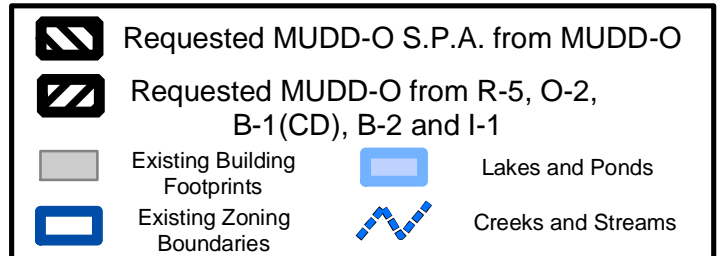 Requested MUDD-O S.P.A. from MUDD-O
Requested MUDD-O from R-5, O-2,
B-1(CD), B-2 and I-1
Existing Building
Footprints
Lakes and Ponds
Existing Zoning
Boundaries
Creeks and Streams